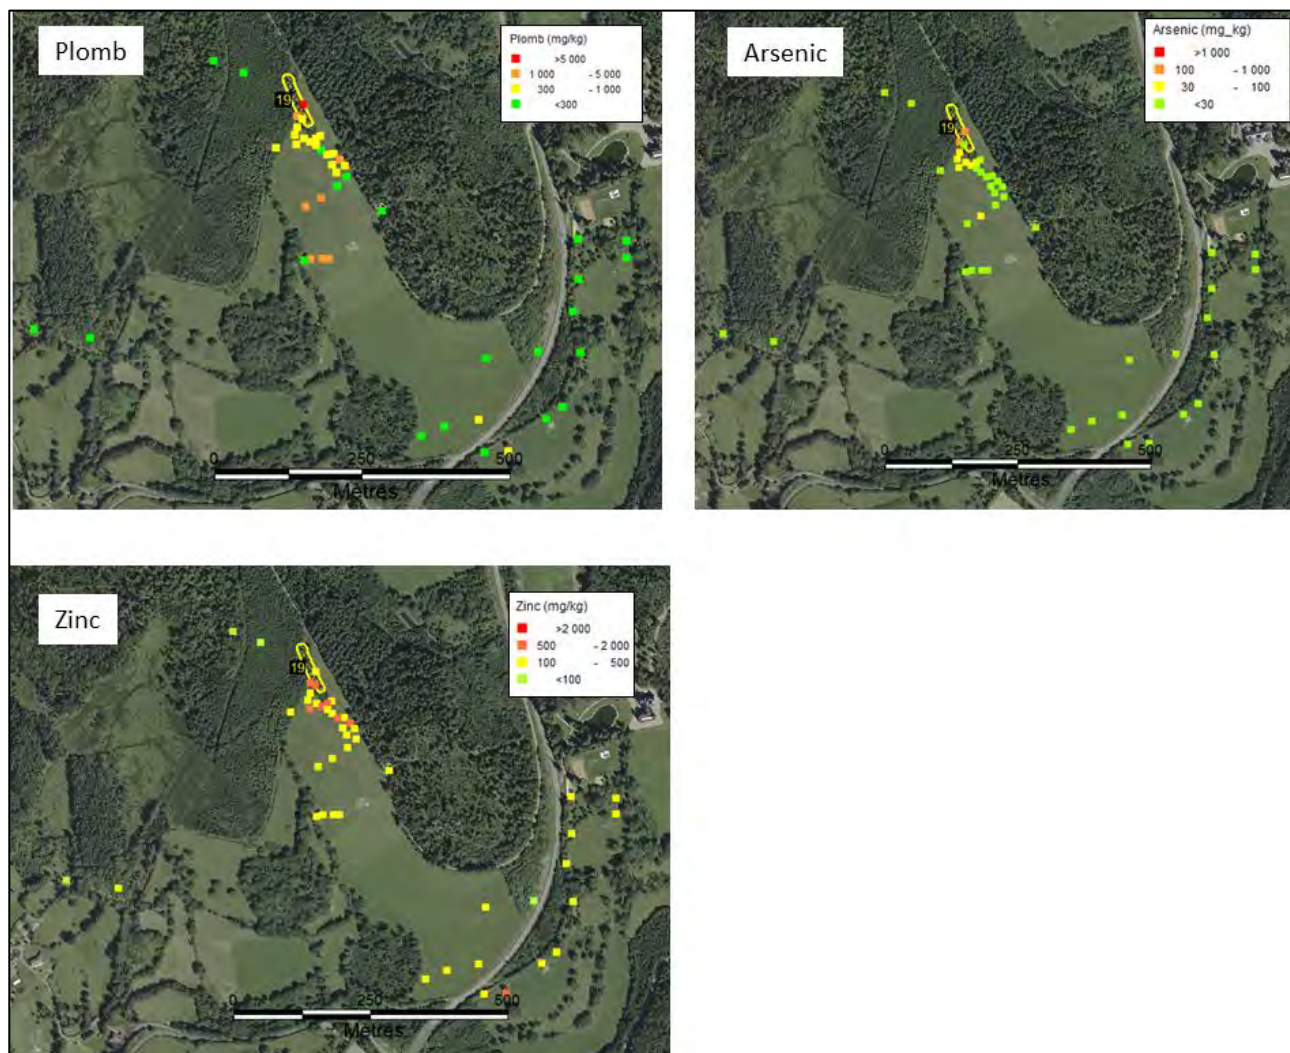 Plomb
Plomb (mg/kg)
>5 000
1 000 - 5 000
300 - 1 000
<300
19
0 250 500
Mètres
Arsenic
Arsenic (mg_kg)
>1 000
100 - 1 000
30 - 100
<30
19
0 250 500
Mètres
Zinc
Zinc (mg/kg)
>2 000
500 - 2 000
100 - 500
<100
19
0 250 500
Mètres